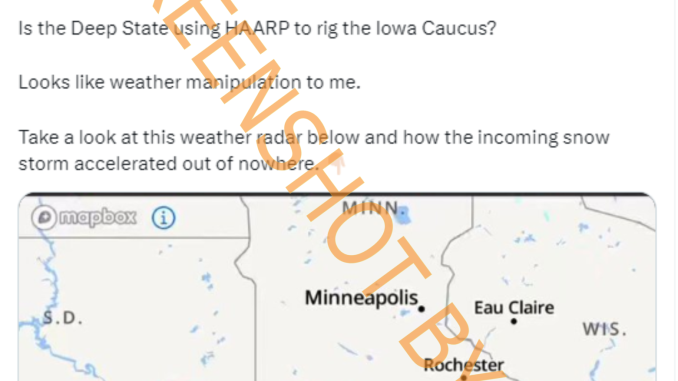 Is the Deep State using HAARP to rig the Iowa Caucus?
Looks like weather manipulation to me.
Take a look at this weather radar below and how the incoming snow
storm accelerated out of nowhere.
mapbox
MINN.
Minneapolis
Eau Claire
S.D.
WIS.
Rochester
EENSHOT BY